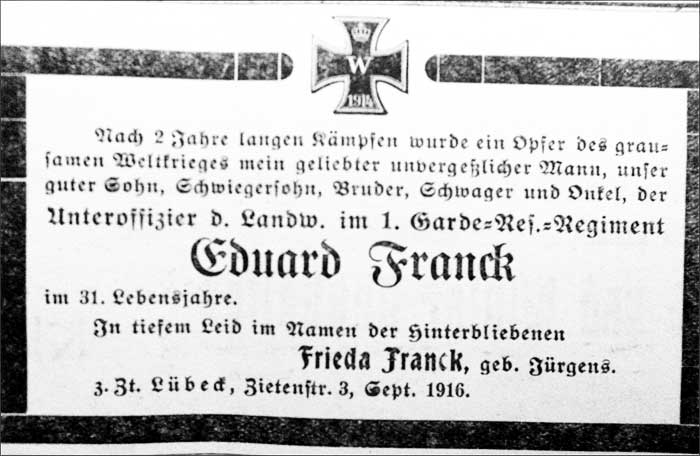 W
1914
Nach 2 Jahre langen Kämpfen wurde ein Opfer des grau-
samen Weltkrieges mein geliebter unvergeßlicher Mann, unser
guter Sohn, Schwiegersohn, Bruder, Schwager und Onkel, der
Unteroffizier d. Landw. im 1. Garde-Res.-Regiment
Eduard Franck
im 31. Lebensjahre.
In tiefem Leid im Namen der Hinterbliebenen
Frieda Franck, geb. Jürgens.
z. Zt. Lübeck, Zietenstr. 3, Sept. 1916.